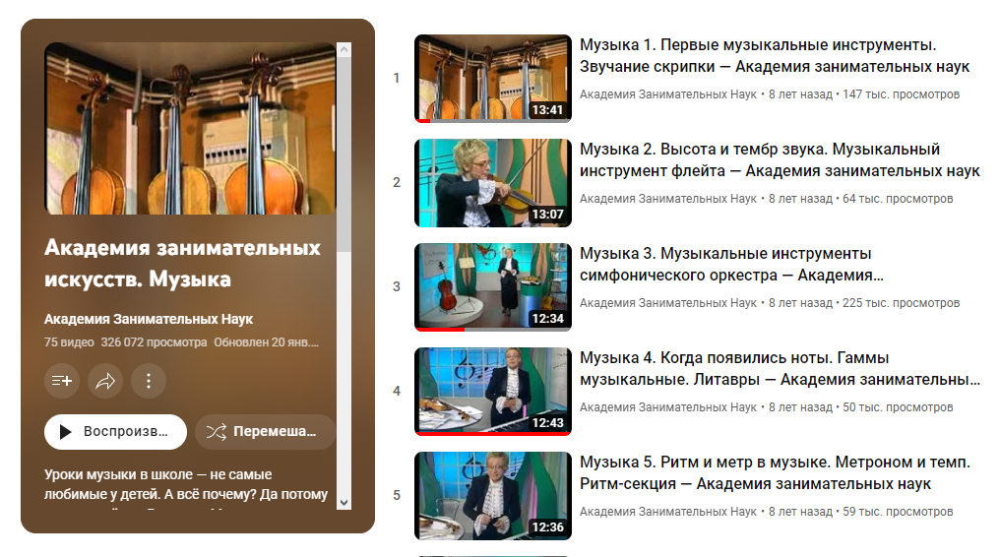 Академия занимательных
искусств. Музыка
Академия Занимательных Наук
75 видео 326 072 просмотра Обновлен 20 янв....
Воспроизв...
Перемеша...
Уроки музыки в школе — не самые
любимые у детей. А всё почему? Да потому
1
13:41
Музыка 1. Первые музыкальные инструменты.
Звучание скрипки — Академия занимательных наук
Академия Занимательных Наук • 8 лет назад • 147 тыс. просмотров
2
13:07
Музыка 2. Высота и тембр звука. Музыкальный
инструмент флейта — Академия занимательных наук
Академия Занимательных Наук • 8 лет назад • 64 тыс. просмотров
3
12:34
Музыка 3. Музыкальные инструменты
симфонического оркестра — Академия...
Академия Занимательных Наук • 8 лет назад • 225 тыс. просмотров
4
12:43
Музыка 4. Когда появились ноты. Гаммы
музыкальные. Литавры — Академия занимательны...
Академия Занимательных Наук • 8 лет назад • 50 тыс. просмотров
5
12:36
Музыка 5. Ритм и метр в музыке. Метроном и темп.
Ритм-секция — Академия занимательных наук
Академия Занимательных Наук • 8 лет назад • 59 тыс. просмотров